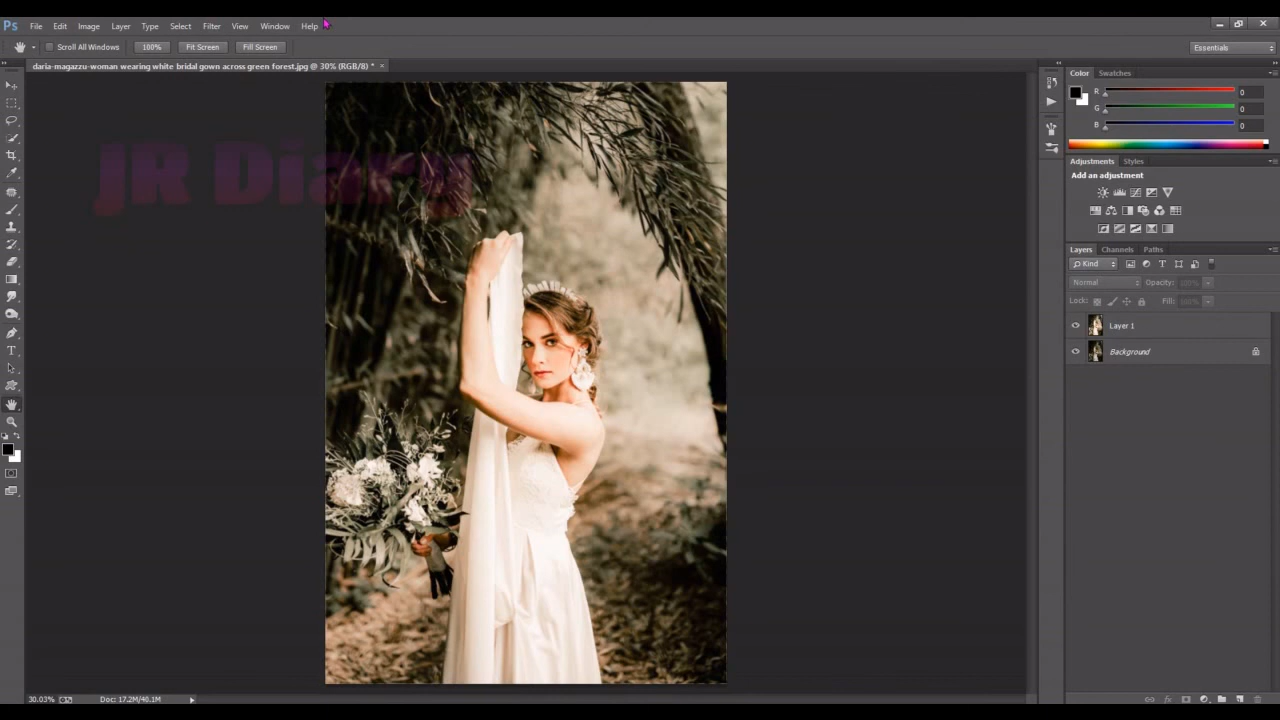 Ps File Edit Image Layer Type Select Filter View Window Help
Scroll All Windows 100% Fit Screen Fill Screen Essentials
daria-magazzu-woman wearing white bridal gown across green forest.jpg @ 30% (RGB/8) * ×
Color Swatches
R 0
G 0
B 0
JR Diary
Adjustments Styles
Add an adjustment
Layers Channels Paths
Kind
Normal Opacity: 100%
Lock: Fill: 100%
Layer 1
Background
30.03% Doc: 17.2M/40.1M